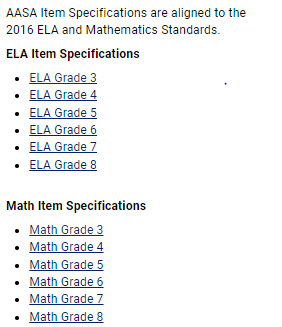 AASA Item Specifications are aligned to the
2016 ELA and Mathematics Standards.
ELA Item Specifications
• ELA Grade 3
• ELA Grade 4
• ELA Grade 5
• ELA Grade 6
• ELA Grade 7
• ELA Grade 8
Math Item Specifications
• Math Grade 3
• Math Grade 4
• Math Grade 5
• Math Grade 6
• Math Grade 7
• Math Grade 8